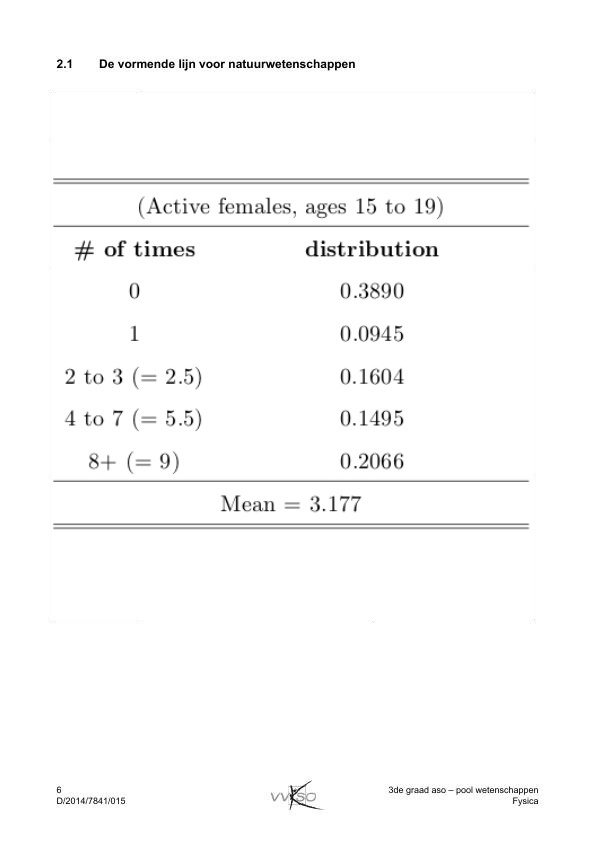 2.1 De vormende lijn voor natuurwetenschappen
(Active females, ages 15 to 19)
# of times distribution
0 0.3890
1 0.0945
2 to 3 (= 2.5) 0.1604
4 to 7 (= 5.5) 0.1495
8+ (= 9) 0.2066
Mean = 3.177
6 3de graad aso – pool wetenschappen
D/2014/7841/015 Fysica
VVKSO